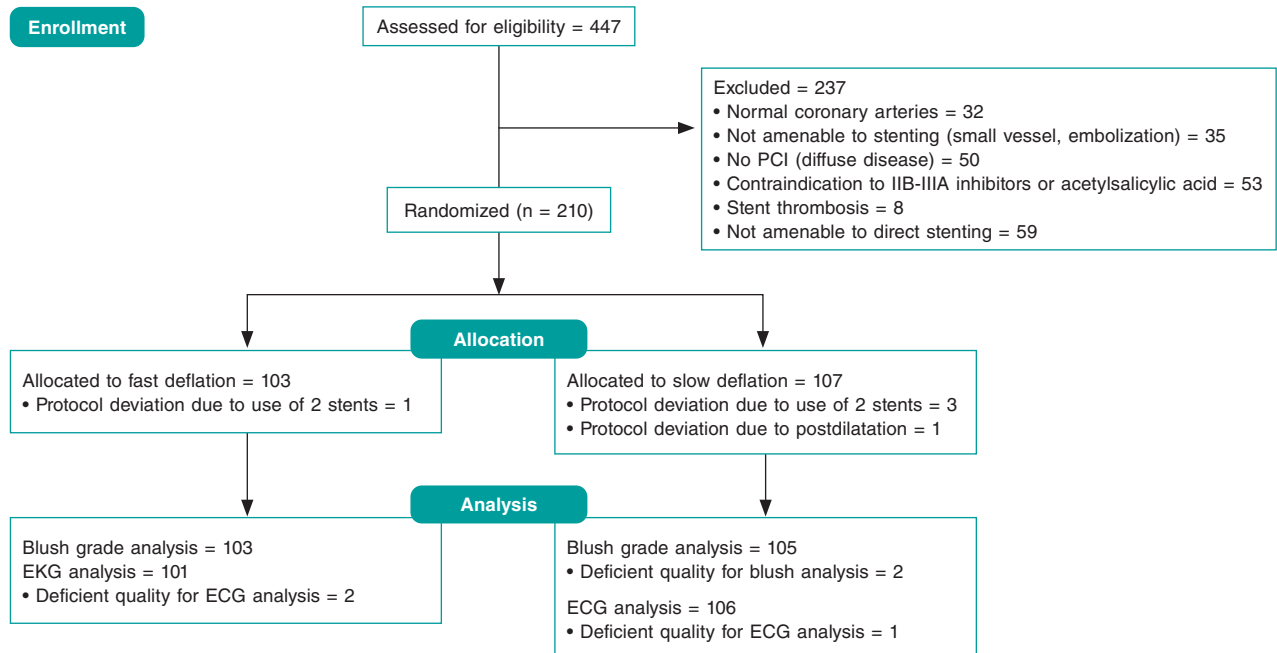 Enrollment
Assessed for eligibility = 447
Excluded = 237
• Normal coronary arteries = 32
• Not amenable to stenting (small vessel, embolization) = 35
• No PCI (diffuse disease) = 50
• Contraindication to IIB-IIIA inhibitors or acetylsalicylic acid = 53
• Stent thrombosis = 8
• Not amenable to direct stenting = 59
Randomized (n = 210)
Allocation
Allocated to fast deflation = 103
• Protocol deviation due to use of 2 stents = 1
Allocated to slow deflation = 107
• Protocol deviation due to use of 2 stents = 3
• Protocol deviation due to postdilatation = 1
Analysis
Blush grade analysis = 103
EKG analysis = 101
• Deficient quality for ECG analysis = 2
Blush grade analysis = 105
• Deficient quality for blush analysis = 2
ECG analysis = 106
• Deficient quality for ECG analysis = 1